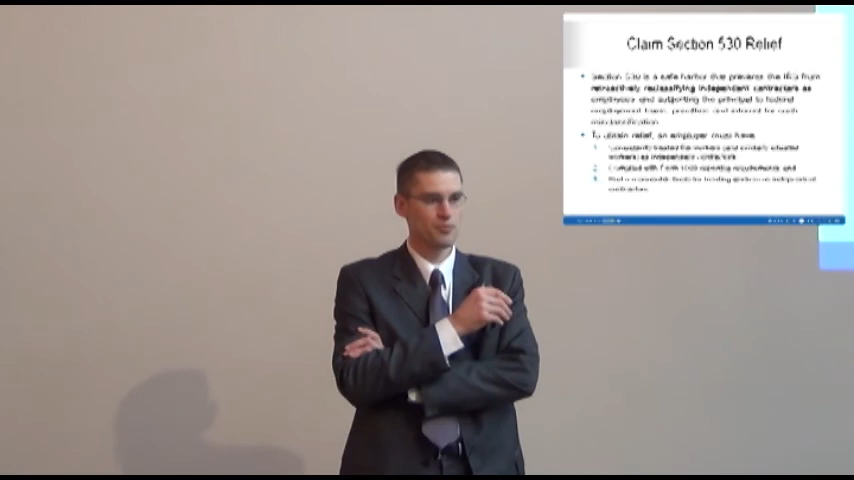 Claim Section 530 Relief
Section 530 is a safe harbor that prevents the IRS from
retroactively reclassifying independent contractors as
employees and subjecting the principal to federal
employment taxes, penalties and interest for such
misclassification
To obtain relief, an employer must have
1. Consistently treated the workers (and similarly situated
workers) as independent contractors
2. Complied with Form 1099 reporting requirements and
3. Had a reasonable basis for treating workers as independent
contractors